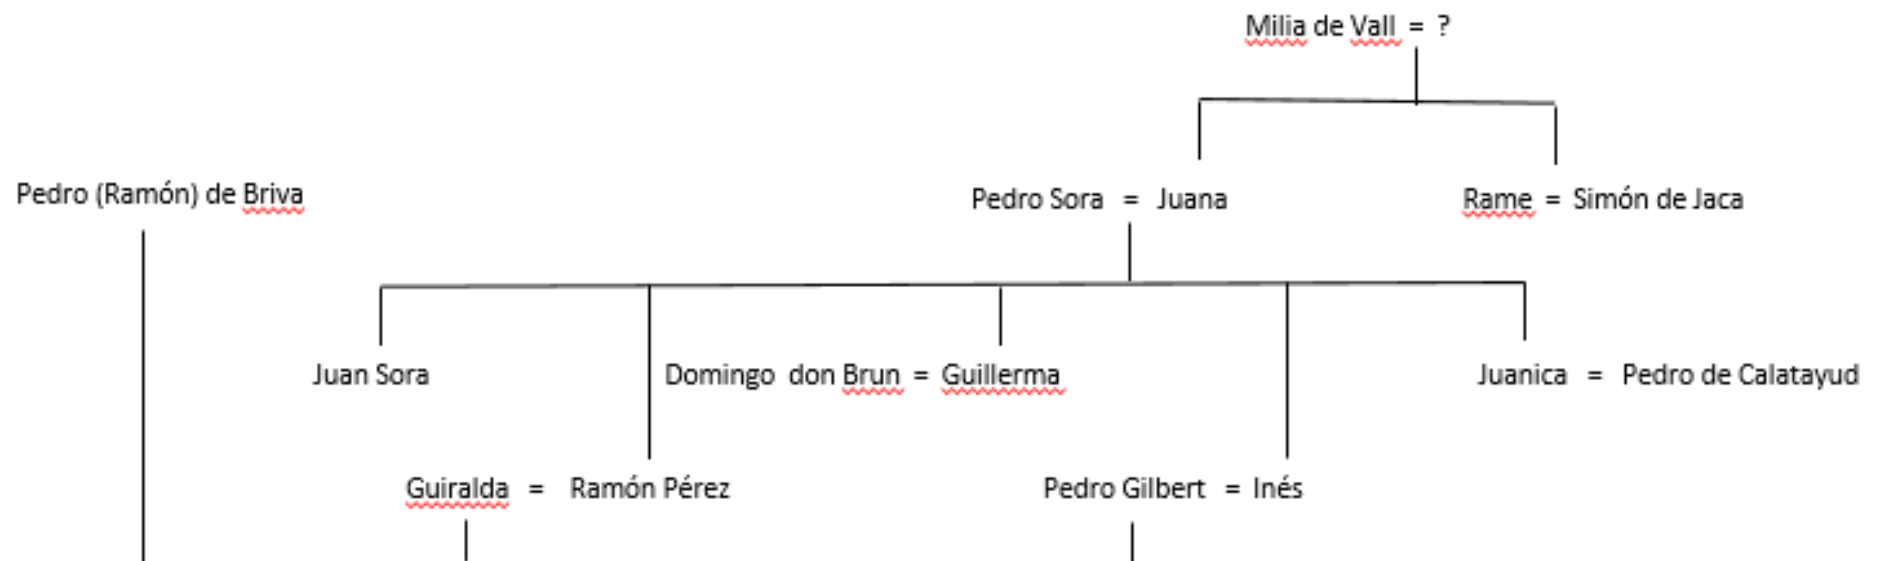 Milia de Vall = ?
Pedro (Ramón) de Briva
Pedro Sora = Juana
Rame = Simón de Jaca
Juan Sora
Domingo don Brun = Guillerma
Juanica = Pedro de Calatayud
Guiralda = Ramón Pérez
Pedro Gilbert = Inés